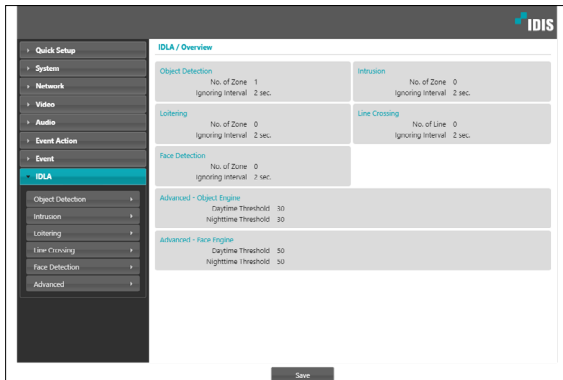 IDIS
Quick Setup
System
Network
Video
Audio
Event Action
Event
IDLA
Object Detection
Intrusion
Loitering
Line Crossing
Face Detection
Advanced
IDLA / Overview
Object Detection
No. of Zone 1
Ignoring Interval 2 sec.
Intrusion
No. of Zone 0
Ignoring Interval 2 sec.
Loitering
No. of Zone 0
Ignoring Interval 2 sec.
Line Crossing
No. of Line 0
Ignoring Interval 2 sec.
Face Detection
No. of Zone 0
Ignoring Interval 2 sec.
Advanced - Object Engine
Daytime Threshold 30
Nighttime Threshold 30
Advanced - Face Engine
Daytime Threshold 50
Nighttime Threshold 50
Save